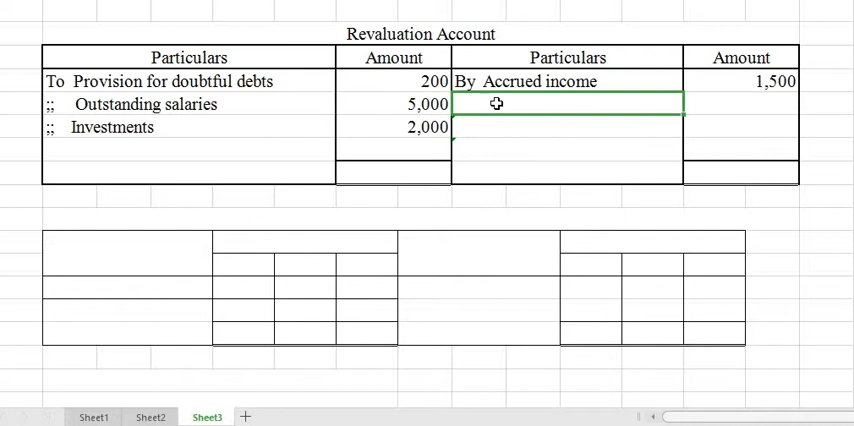 Revaluation Account
Particulars Amount Particulars Amount
To Provision for doubtful debts 200 By Accrued income 1,500
;; Outstanding salaries 5,000
;; Investments 2,000
Sheet1 Sheet2 Sheet3